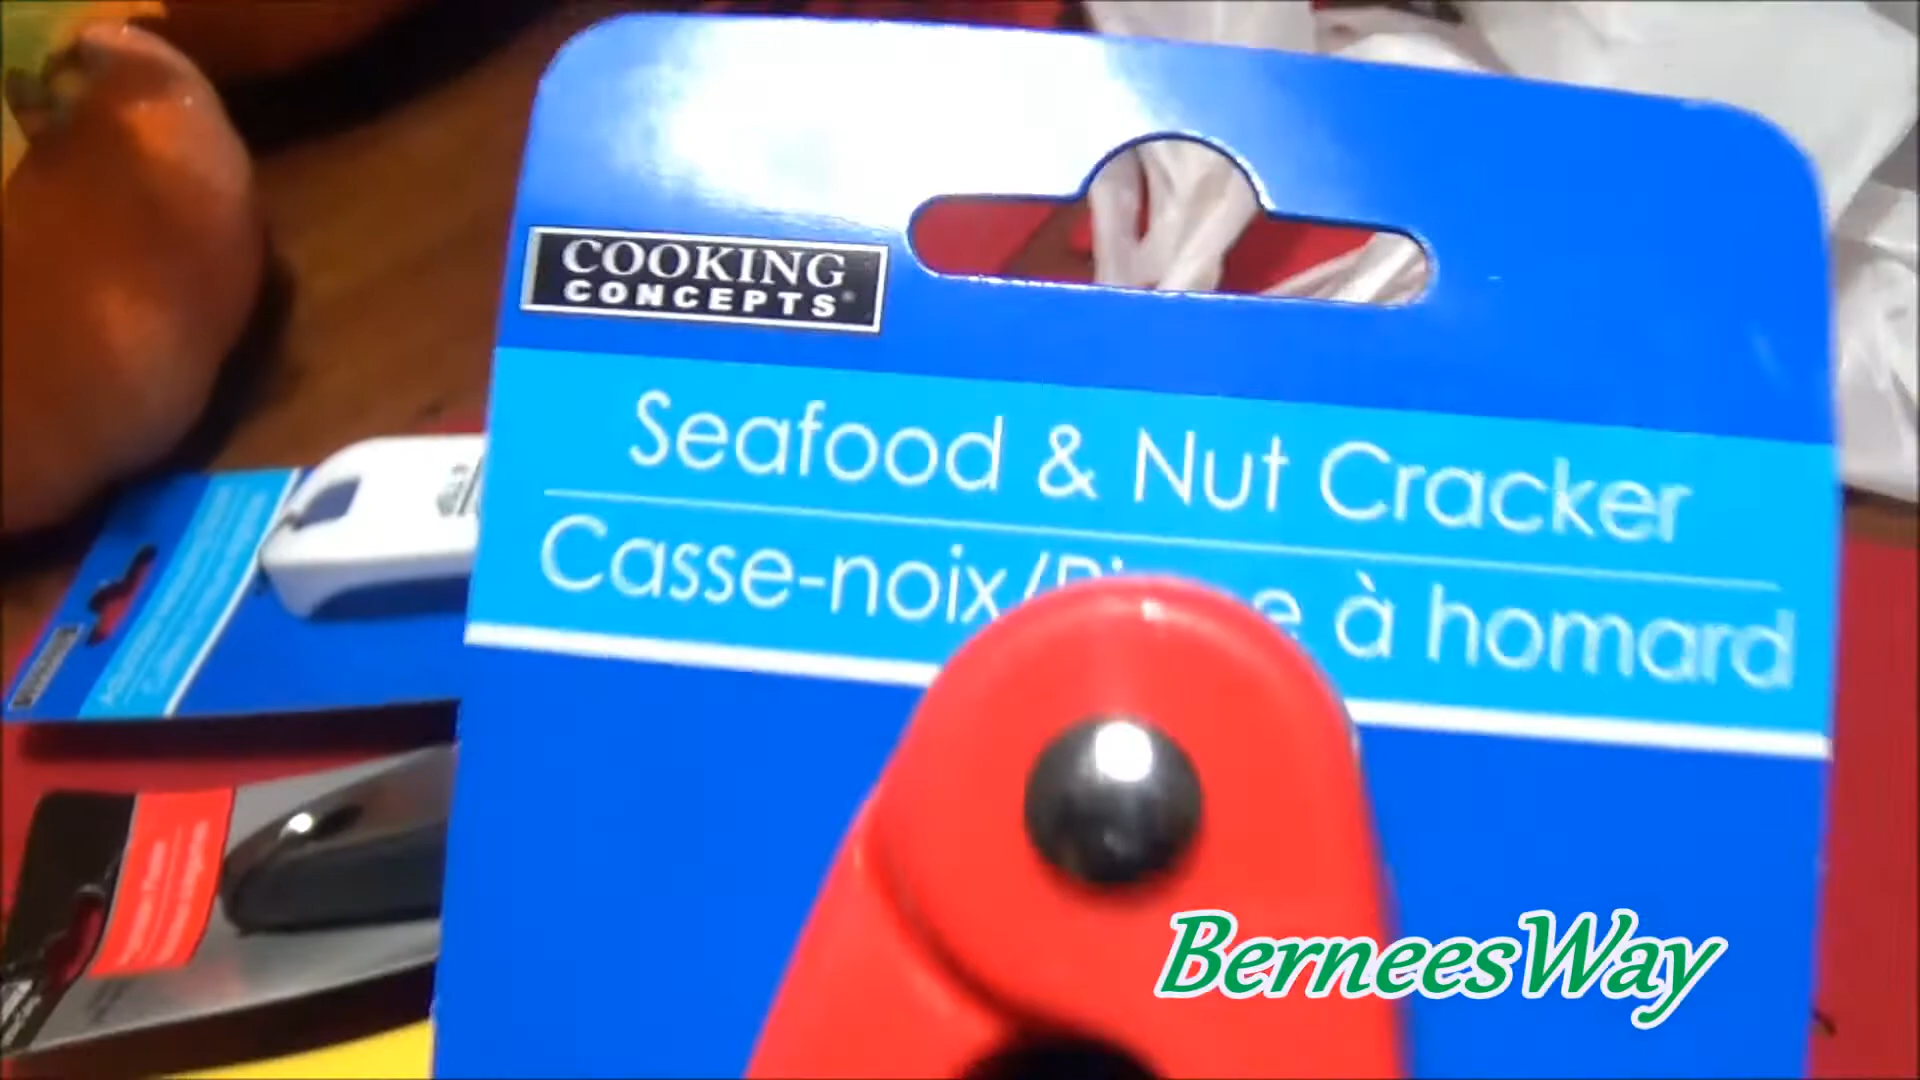 COOKING
CONCEPTS®
Seafood & Nut Cracker
Casse-noix/ à homard
BerneesWay